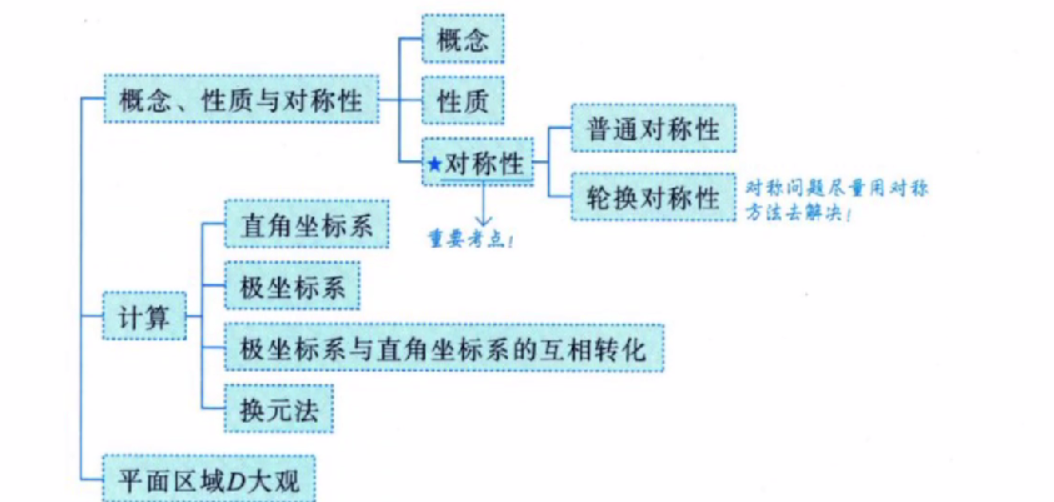 概念
概念、性质与对称性
性质
★对称性
普通对称性
轮换对称性
对称问题尽量用对称
方法去解决!
重要考点!
直角坐标系
极坐标系
计算
极坐标系与直角坐标系的互相转化
换元法
平面区域D大观